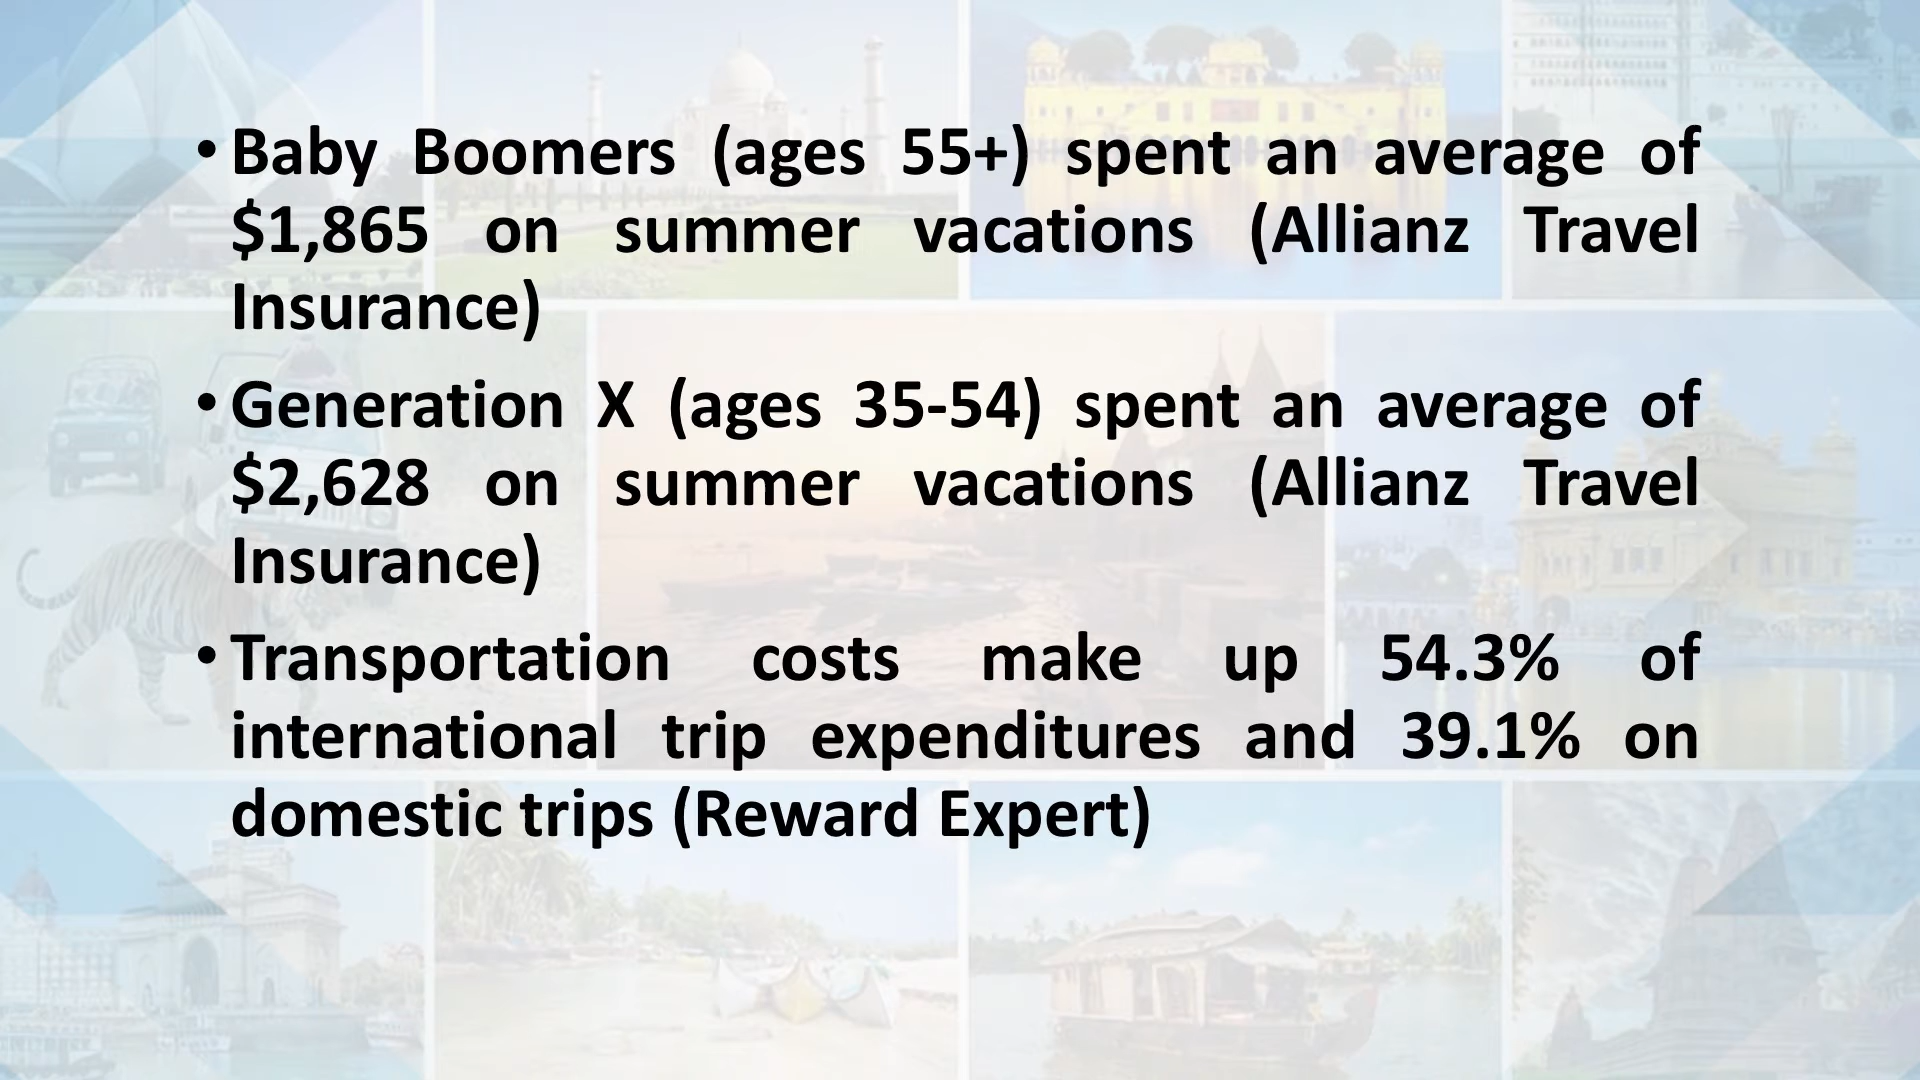 • Baby Boomers (ages 55+) spent an average of
$1,865 on summer vacations (Allianz Travel
Insurance)
• Generation X (ages 35-54) spent an average of
$2,628 on summer vacations (Allianz Travel
Insurance)
• Transportation costs make up 54.3% of
international trip expenditures and 39.1% on
domestic trips (Reward Expert)